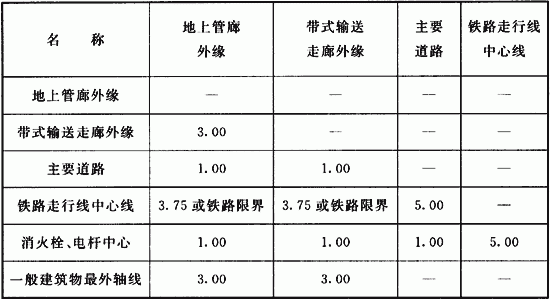 名 称 地上管廊外缘 带式输送走廊外缘 主要道路 铁路走行线中心线
地上管廊外缘 — — — —
带式输送走廊外缘 3.00 — — —
主要道路 1.00 1.00 — —
铁路走行线中心线 3.75或铁路限界 3.75或铁路限界 5.00 —
消火栓、电杆中心 1.00 1.00 1.00 5.00
一般建筑物最外轴线 3.00 3.00 — —